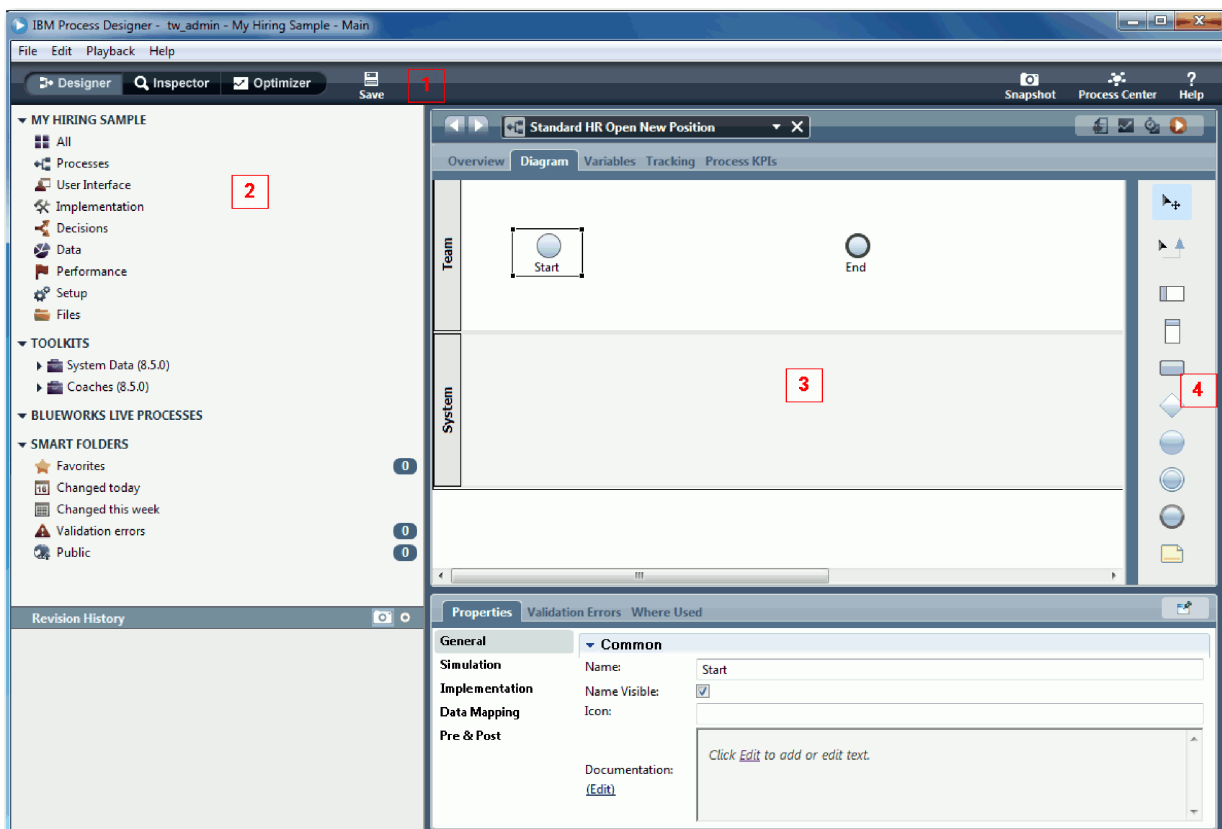 IBM Process Designer - tw_admin - My Hiring Sample - Main
File Edit Playback Help
Designer Inspector Optimizer Save 1 Snapshot Process Center Help
MY HIRING SAMPLE
All
Processes
User Interface
2
Implementation
Decisions
Data
Performance
Setup
Files
TOOLKITS
System Data (8.5.0)
Coaches (8.5.0)
BLUEWORKS LIVE PROCESSES
SMART FOLDERS
Favorites 0
16 Changed today
Changed this week
Validation errors 0
Public 0
Revision History
Standard HR Open New Position
Overview Diagram Variables Tracking Process KPIs
Team
Start
End
System
3
4
Properties Validation Errors Where Used
General
Simulation
Implementation
Data Mapping
Pre & Post
Common
Name: Start
Name Visible:
Icon:
Documentation:
(Edit)
Click Edit to add or edit text.